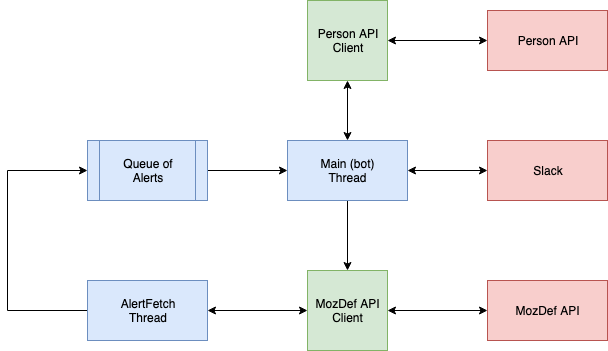 Person API
Client
Person API
Queue of
Alerts
Main (bot)
Thread
Slack
AlertFetch
Thread
MozDef API
Client
MozDef API